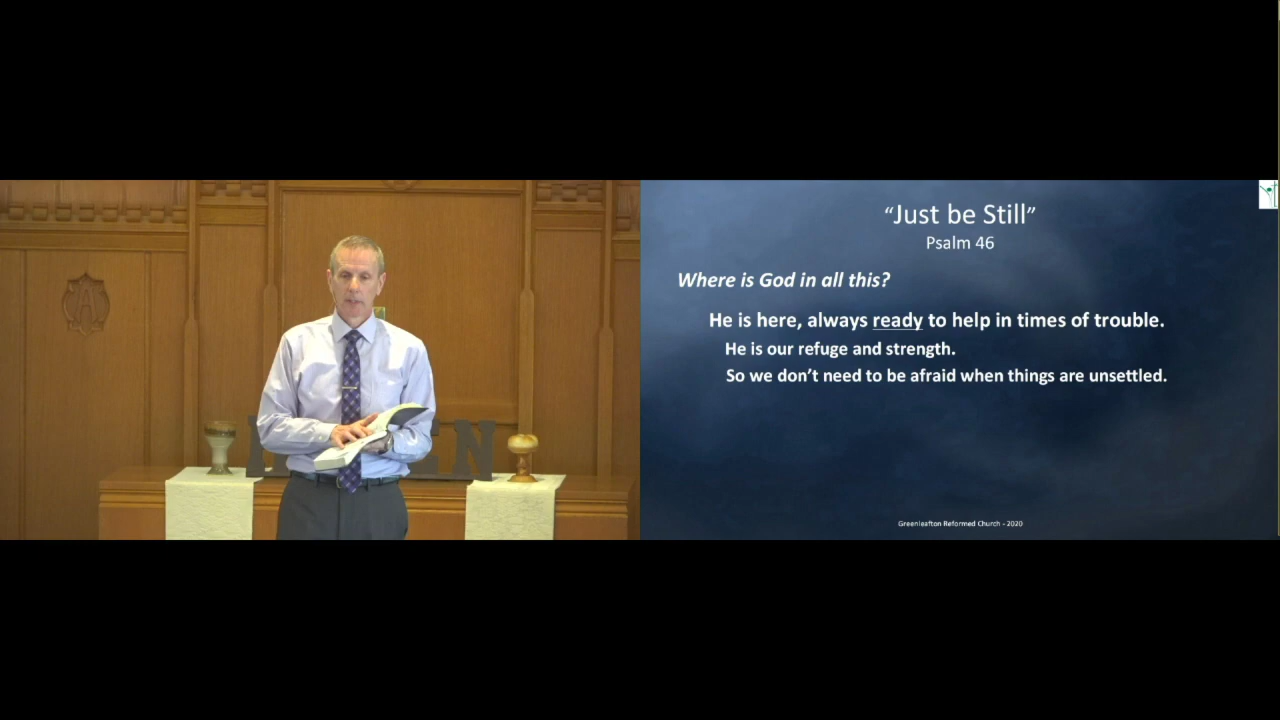 “Just be Still”
Psalm 46
Where is God in all this?
He is here, always ready to help in times of trouble.
He is our refuge and strength.
So we don’t need to be afraid when things are unsettled.
Greenleafton Reformed Church - 2020